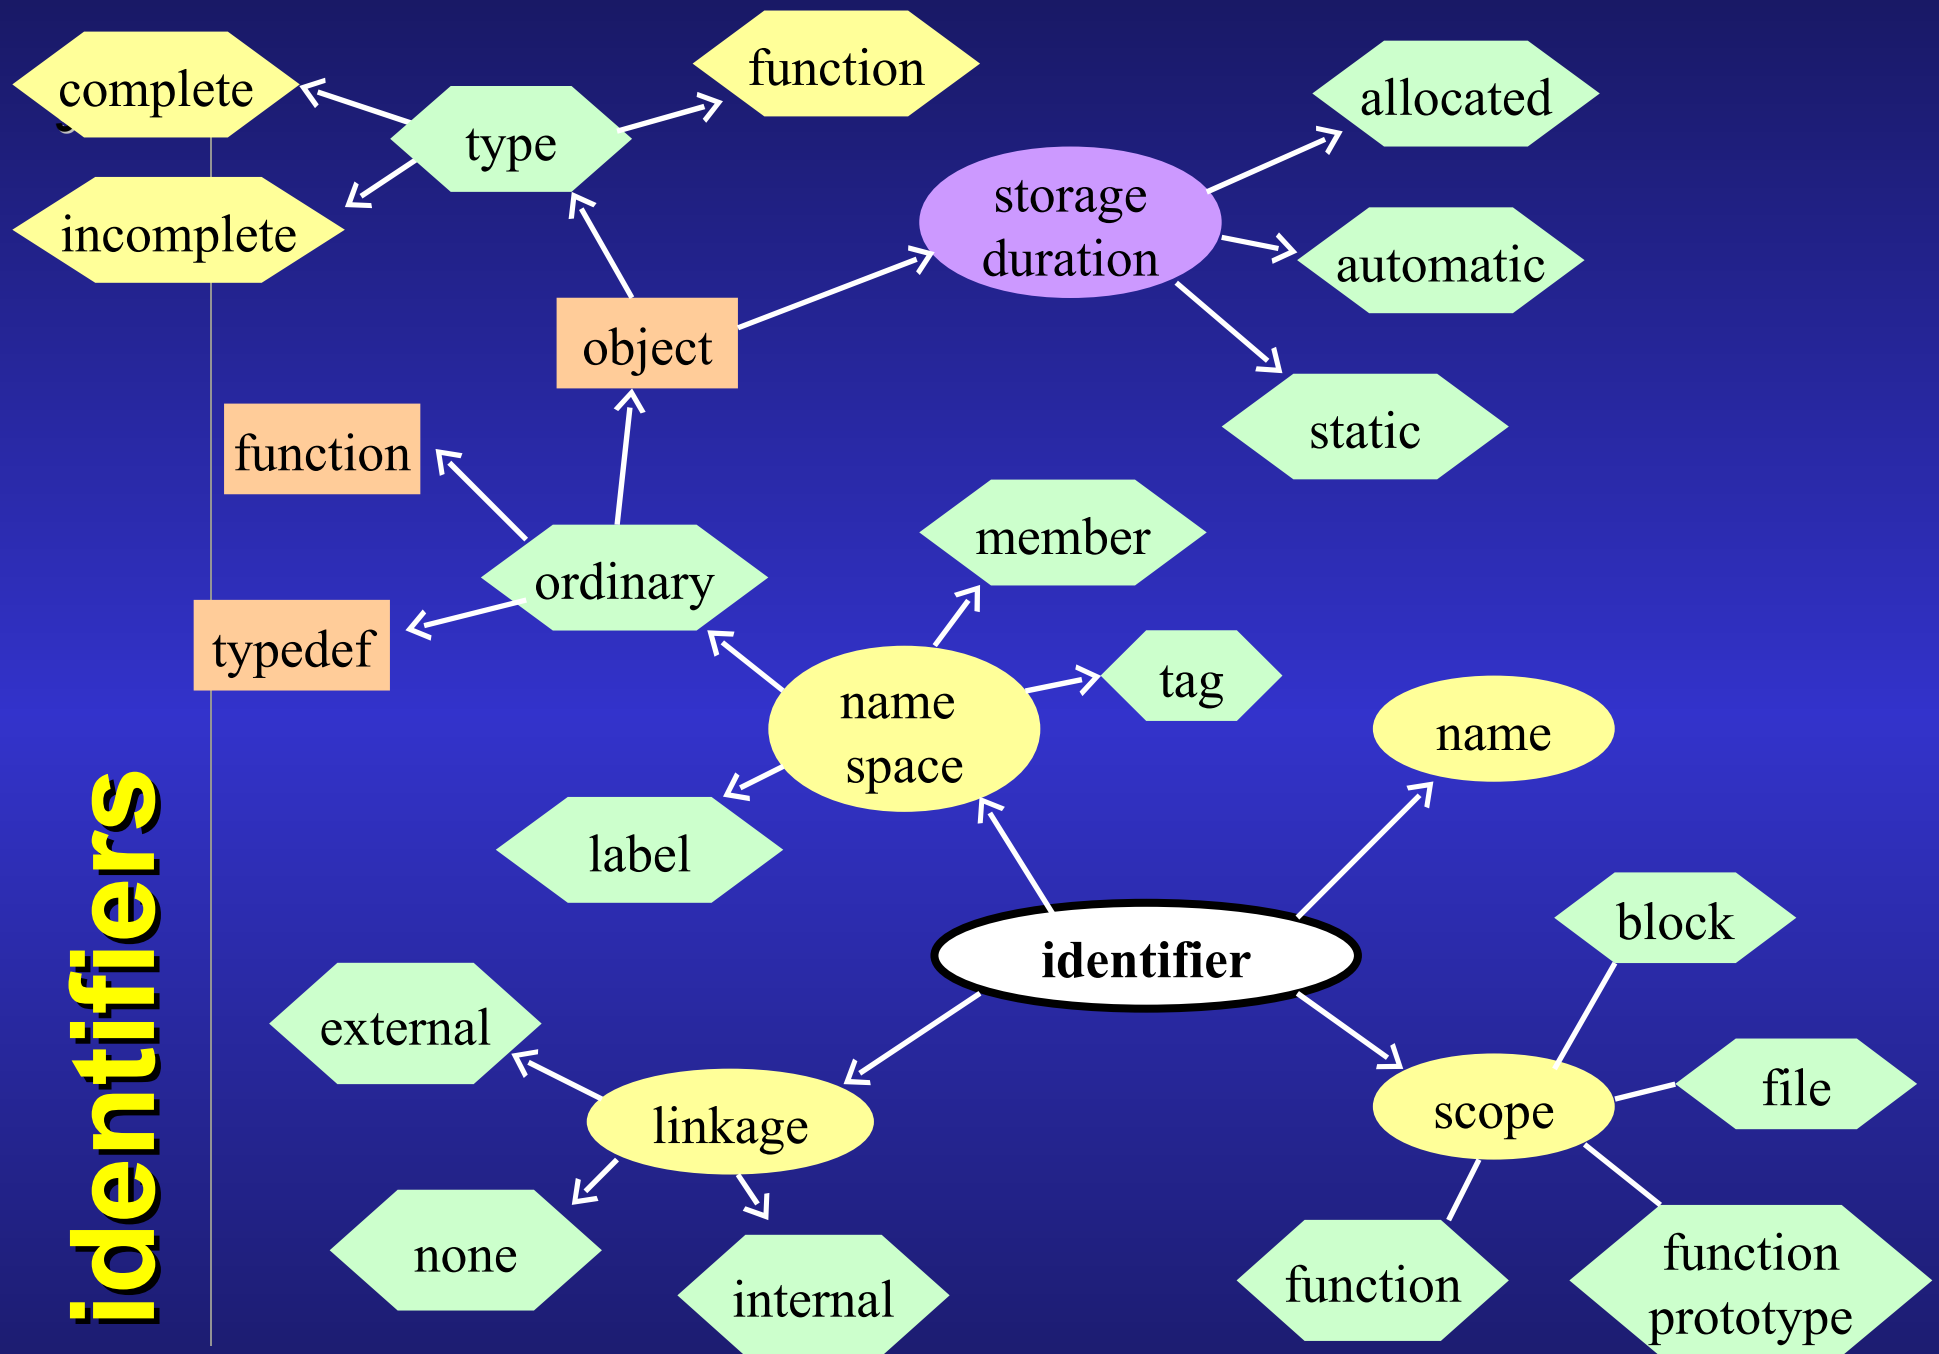 complete
function
allocated
type
storage
duration
incomplete
automatic
object
static
function
member
ordinary
typedef
tag
name
space
name
label
block
identifier
external
file
linkage
scope
none
internal
function
function
prototype
identifiers